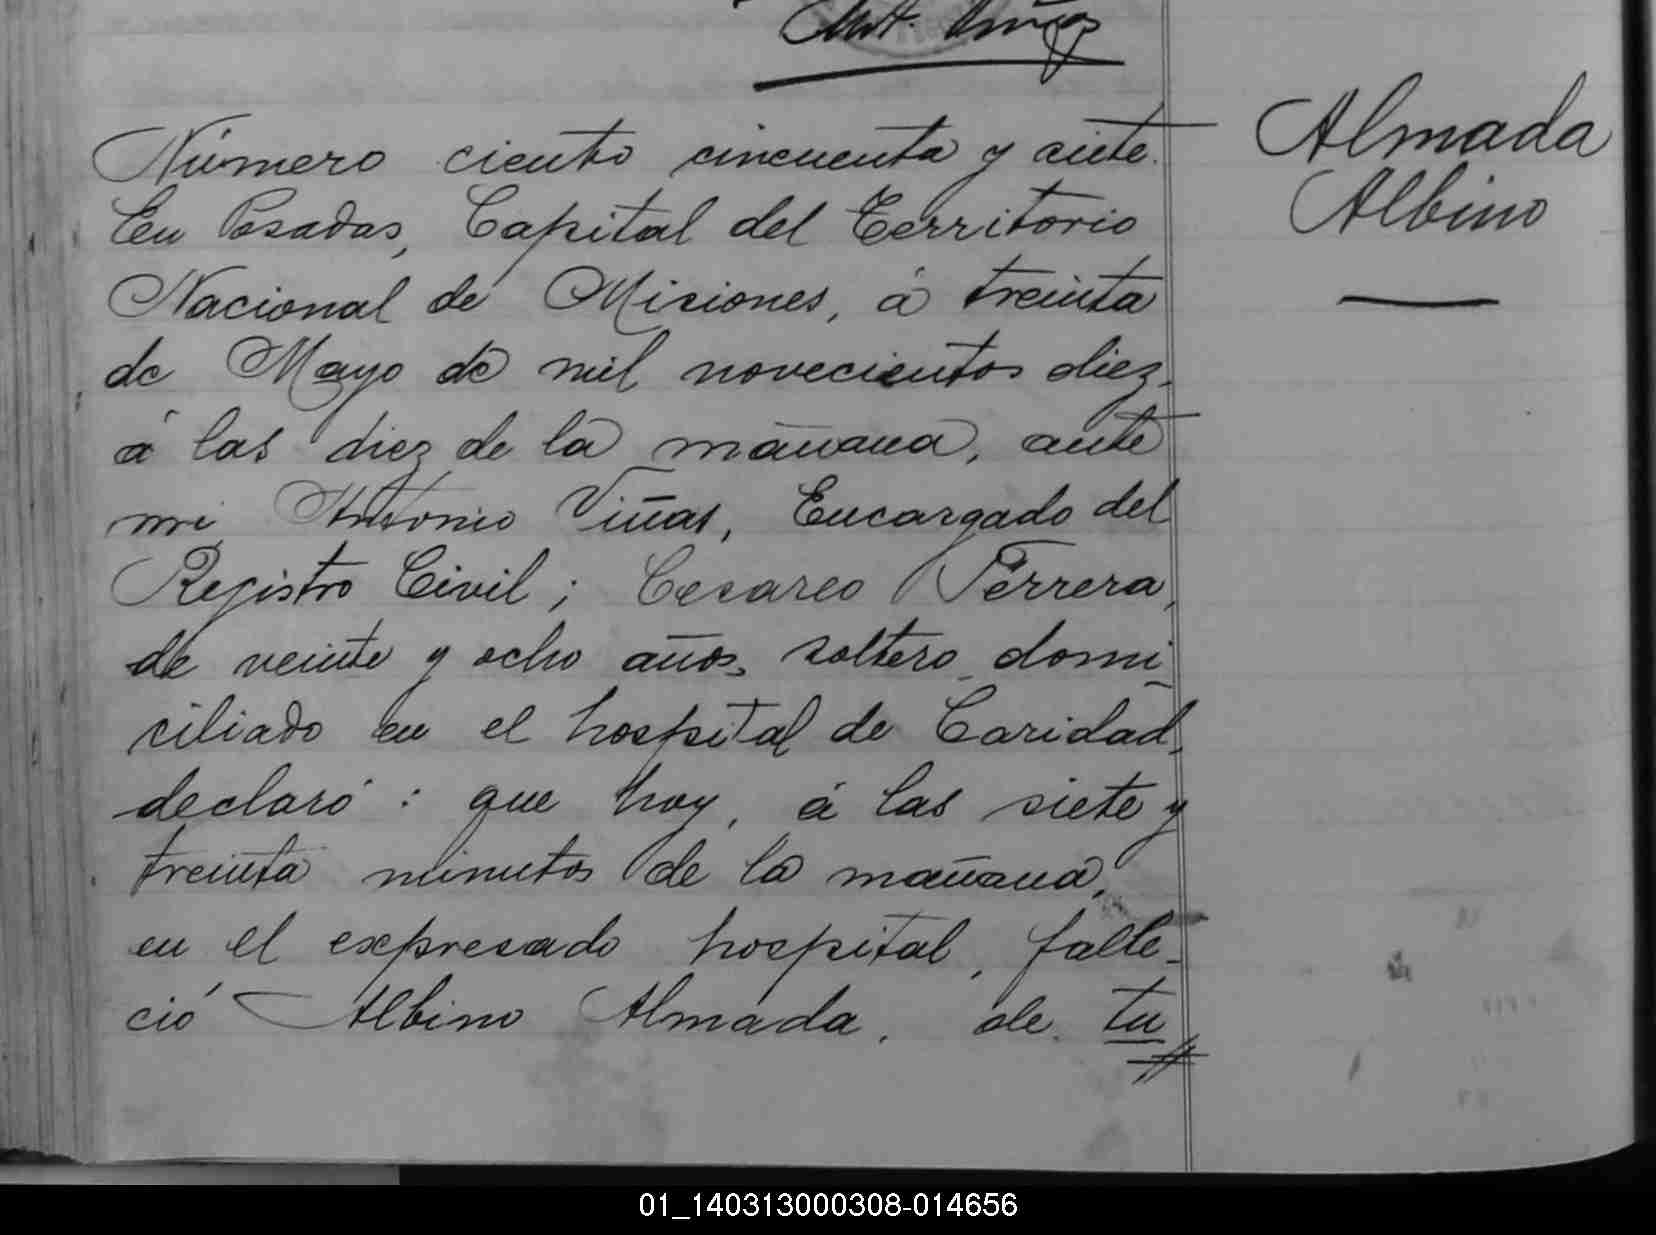 Ant. Viñas
Número ciento cincuenta y siete.
En Posadas, Capital del Territorio
Nacional de Misiones, á treinta
de Mayo de mil novecientos diez,
á las diez de la mañana, ante
mi Antonio Viñas, Encargado del
Registro Civil; Cesareo Ferrera,
de veinte y ocho años, soltero, domi
ciliado en el hospital de Caridad,
declaró: que hoy, á las siete y
treinta minutos de la mañana,
en el expresado hospital, falle-
ció Albino Almada, de tu
Almada
Albino
01_140313000308-014656